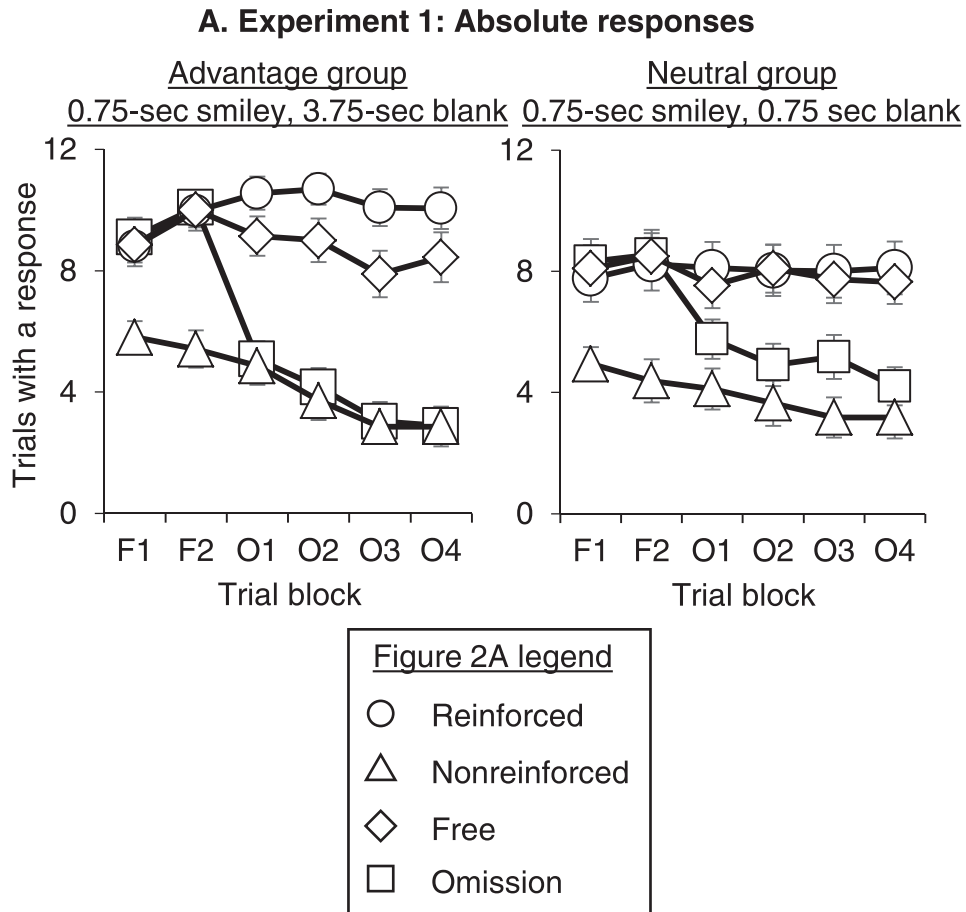 A. Experiment 1: Absolute responses
Advantage group
0.75-sec smiley, 3.75-sec blank
Neutral group
0.75-sec smiley, 0.75 sec blank
Trials with a response
12
8
4
0
F1 F2 O1 O2 O3 O4
Trial block
12
8
4
0
F1 F2 O1 O2 O3 O4
Trial block
Figure 2A legend
Reinforced
Nonreinforced
Free
Omission